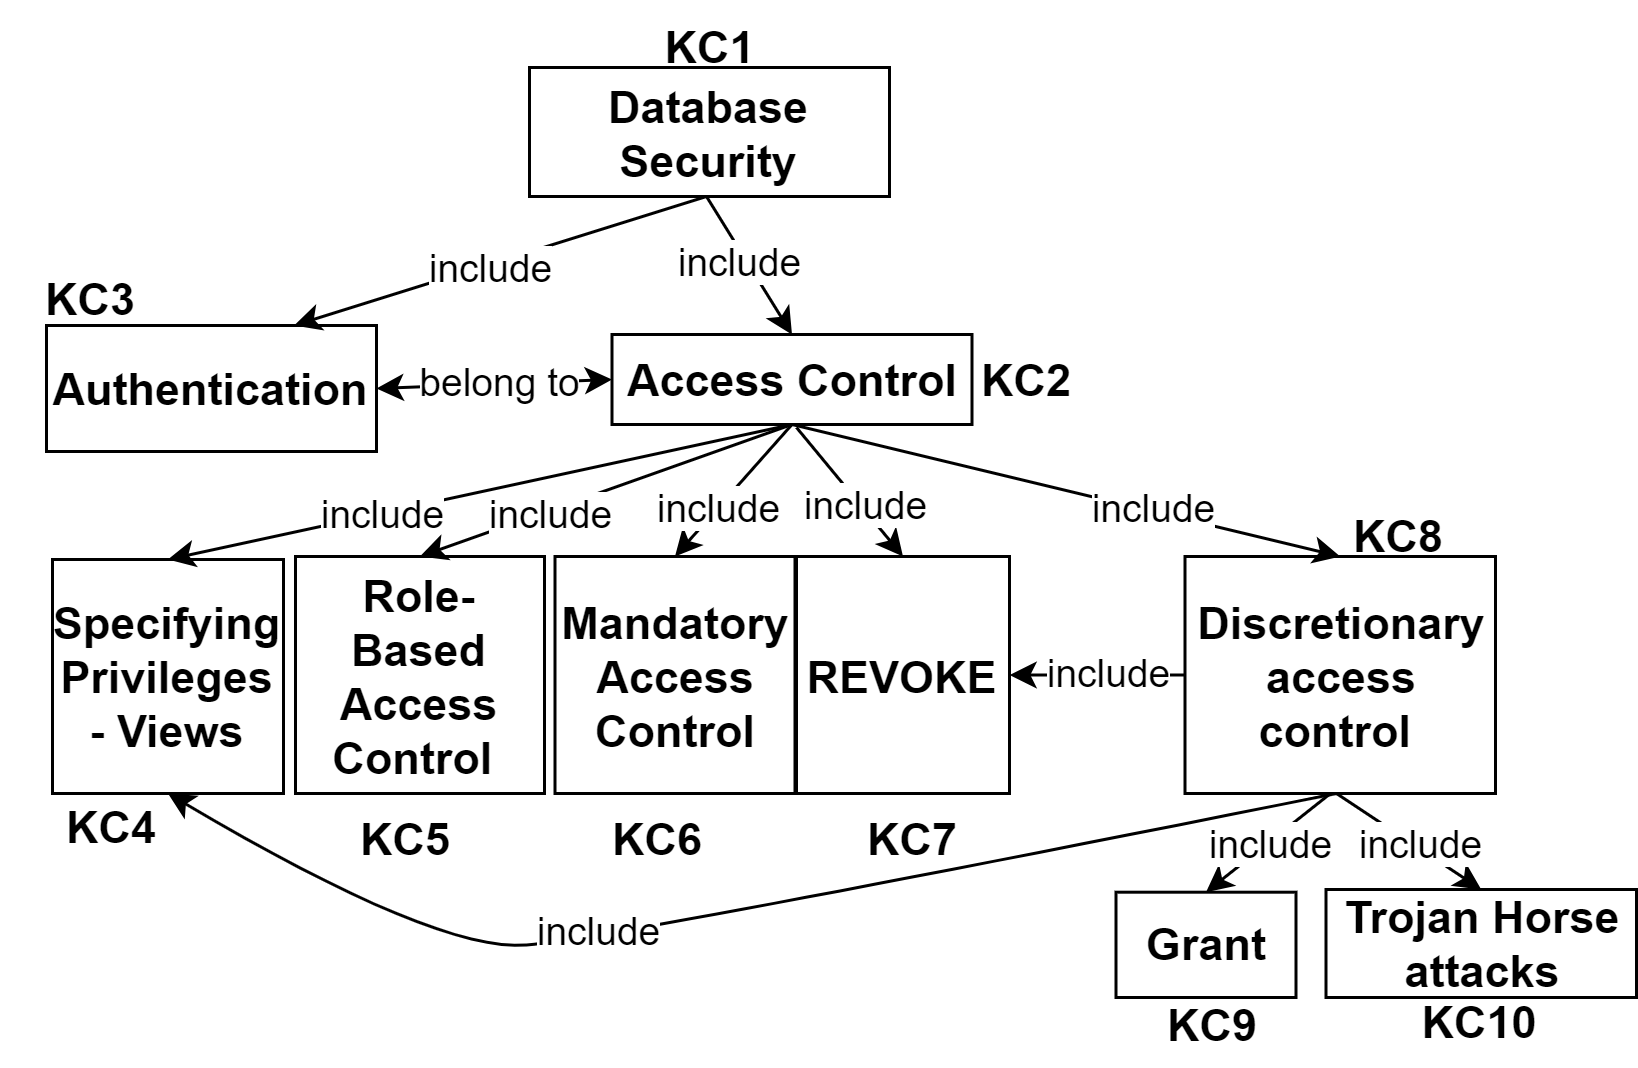 KC1
Database
Security
include
include
KC3
Authentication
belong to
Access Control
KC2
include
include
include
include
include
KC8
Specifying
Privileges
- Views
Role-
Based
Access
Control
Mandatory
Access
Control
REVOKE
include
Discretionary
access
control
KC4
KC5
KC6
KC7
include
include
include
Grant
Trojan Horse
attacks
KC9
KC10